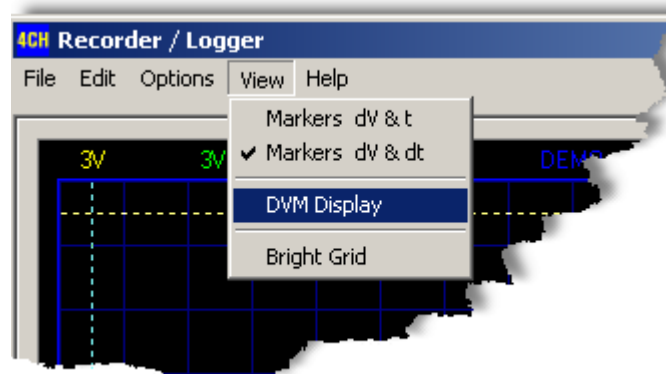 4CH Recorder / Logger
File Edit Options View Help
Markers dV & t
✔ Markers dV & dt
DVM Display
Bright Grid
3V 3V DEMO